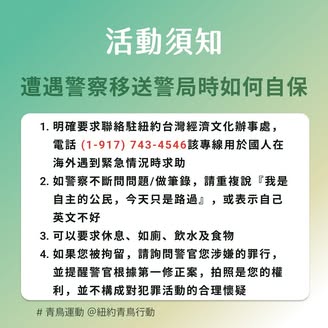 活動須知
遭遇警察移送警局時如何自保
1. 明確要求聯絡駐紐約台灣經濟文化辦事處，
電話 (1-917) 743-4546該專線用於國人在
海外遇到緊急情況時求助
2. 如警察不斷問問題/做筆錄，請重複說『我是
自主的公民，今天只是路過』，或表示自己
英文不好
3. 可以要求休息、如廁、飲水及食物
4. 如果您被拘留，請詢問警官您涉嫌的罪行，
並提醒警官根據第一修正案，拍照是您的權
利，並不構成對犯罪活動的合理懷疑
# 青鳥運動 @紐約青鳥行動